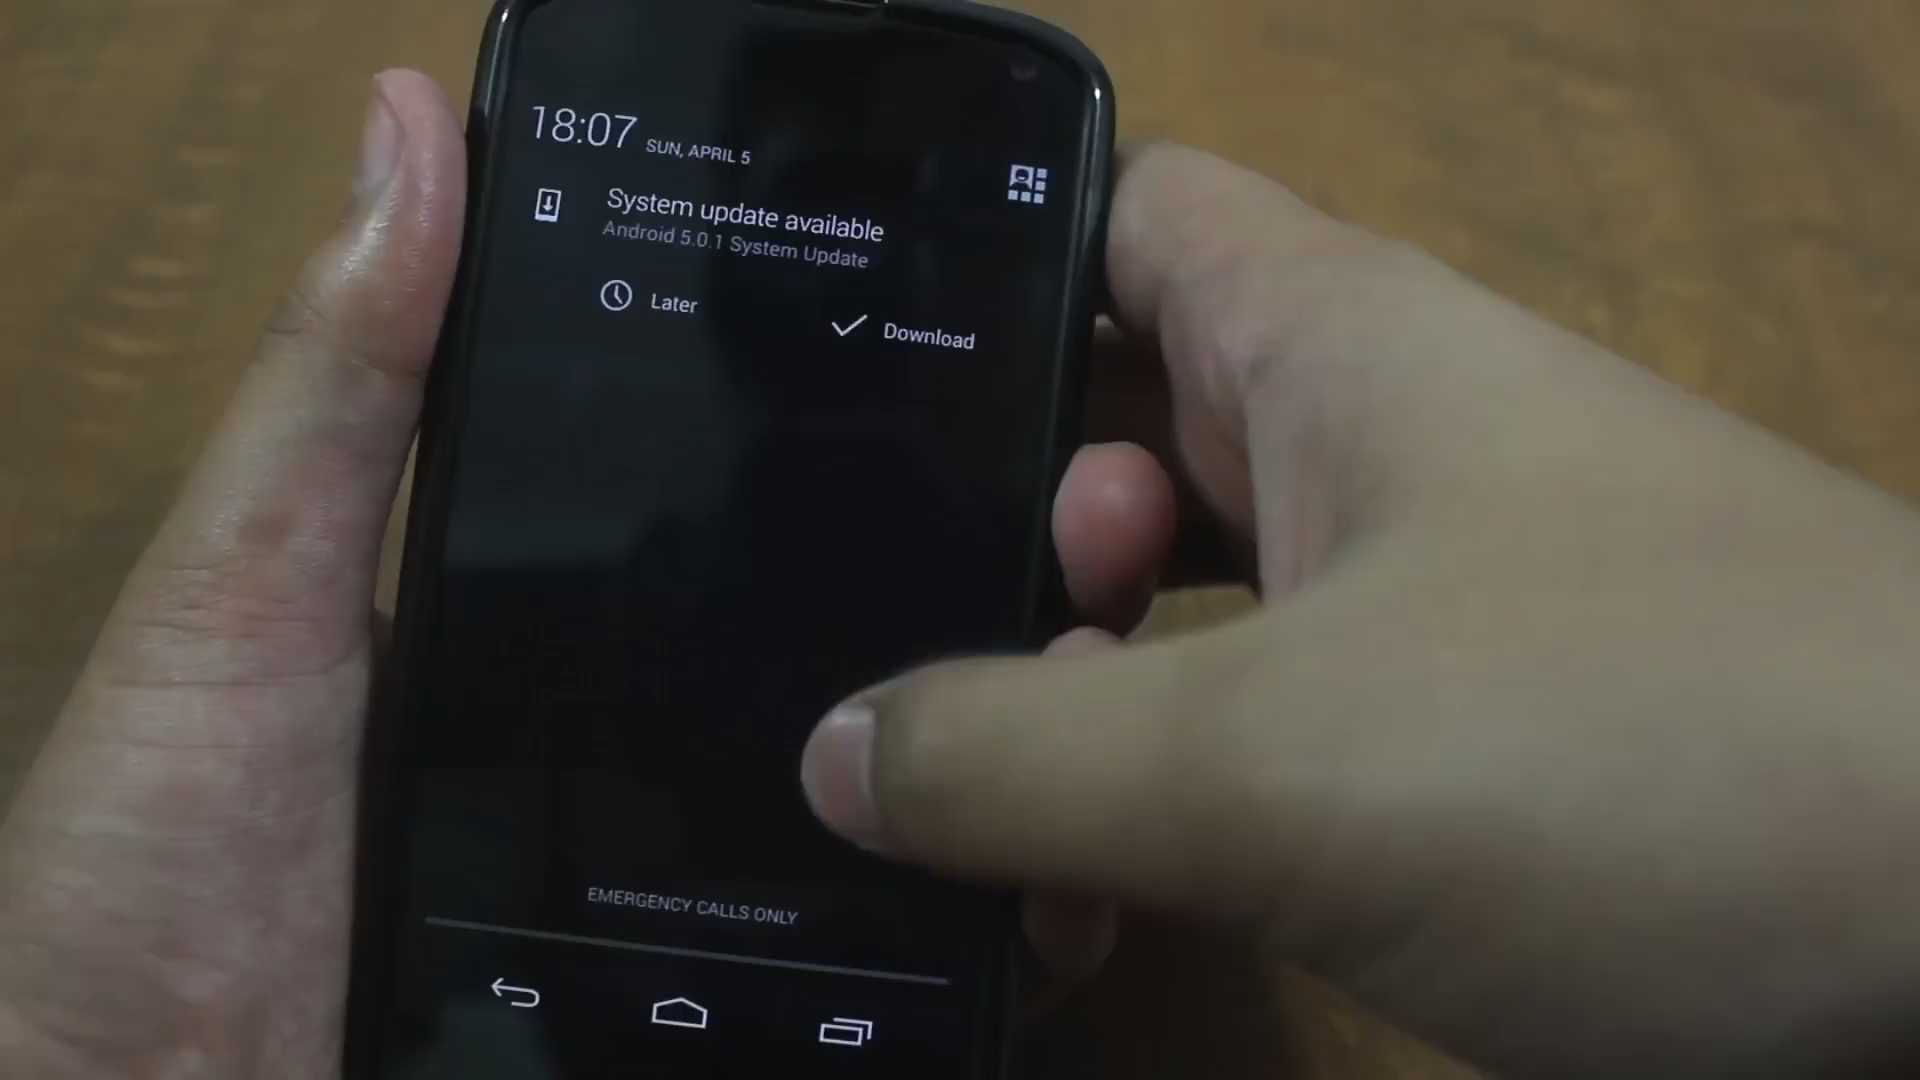 18:07 SUN, APRIL 5
System update available
Android 5.0.1 System Update
Later
Download
EMERGENCY CALLS ONLY